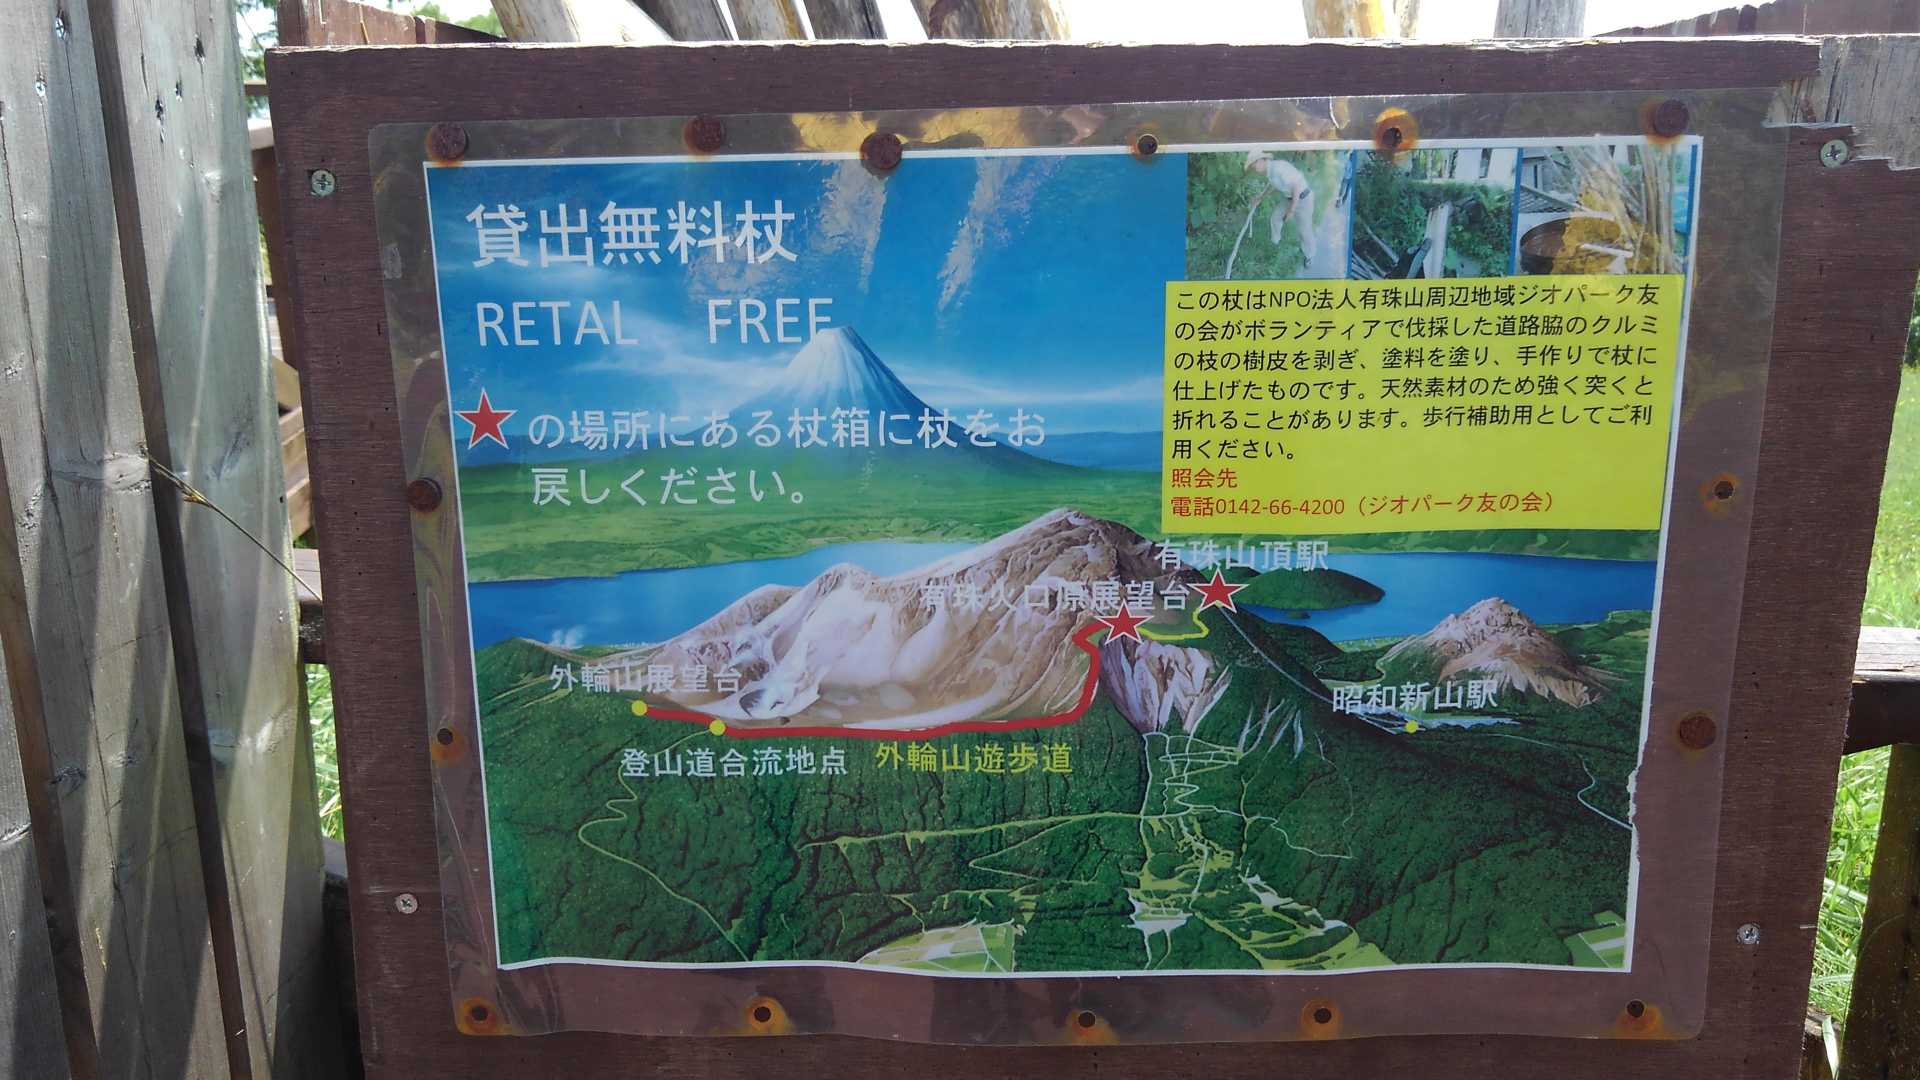 貸出無料杖
RETAL FREE
★の場所にある杖箱に杖をお
戻しください。
この杖はNPO法人有珠山周辺地域ジオパーク友
の会がボランティアで伐採した道路脇のクルミ
の枝の樹皮を剥ぎ、塗料を塗り、手作りで杖に
仕上げたものです。天然素材のため強く突くと
折れることがあります。歩行補助用としてご利
用ください。
照会先
電話0142-66-4200（ジオパーク友の会）
有珠山頂駅
有珠火口原展望台
外輪山展望台
昭和新山駅
登山道合流地点
外輪山遊歩道